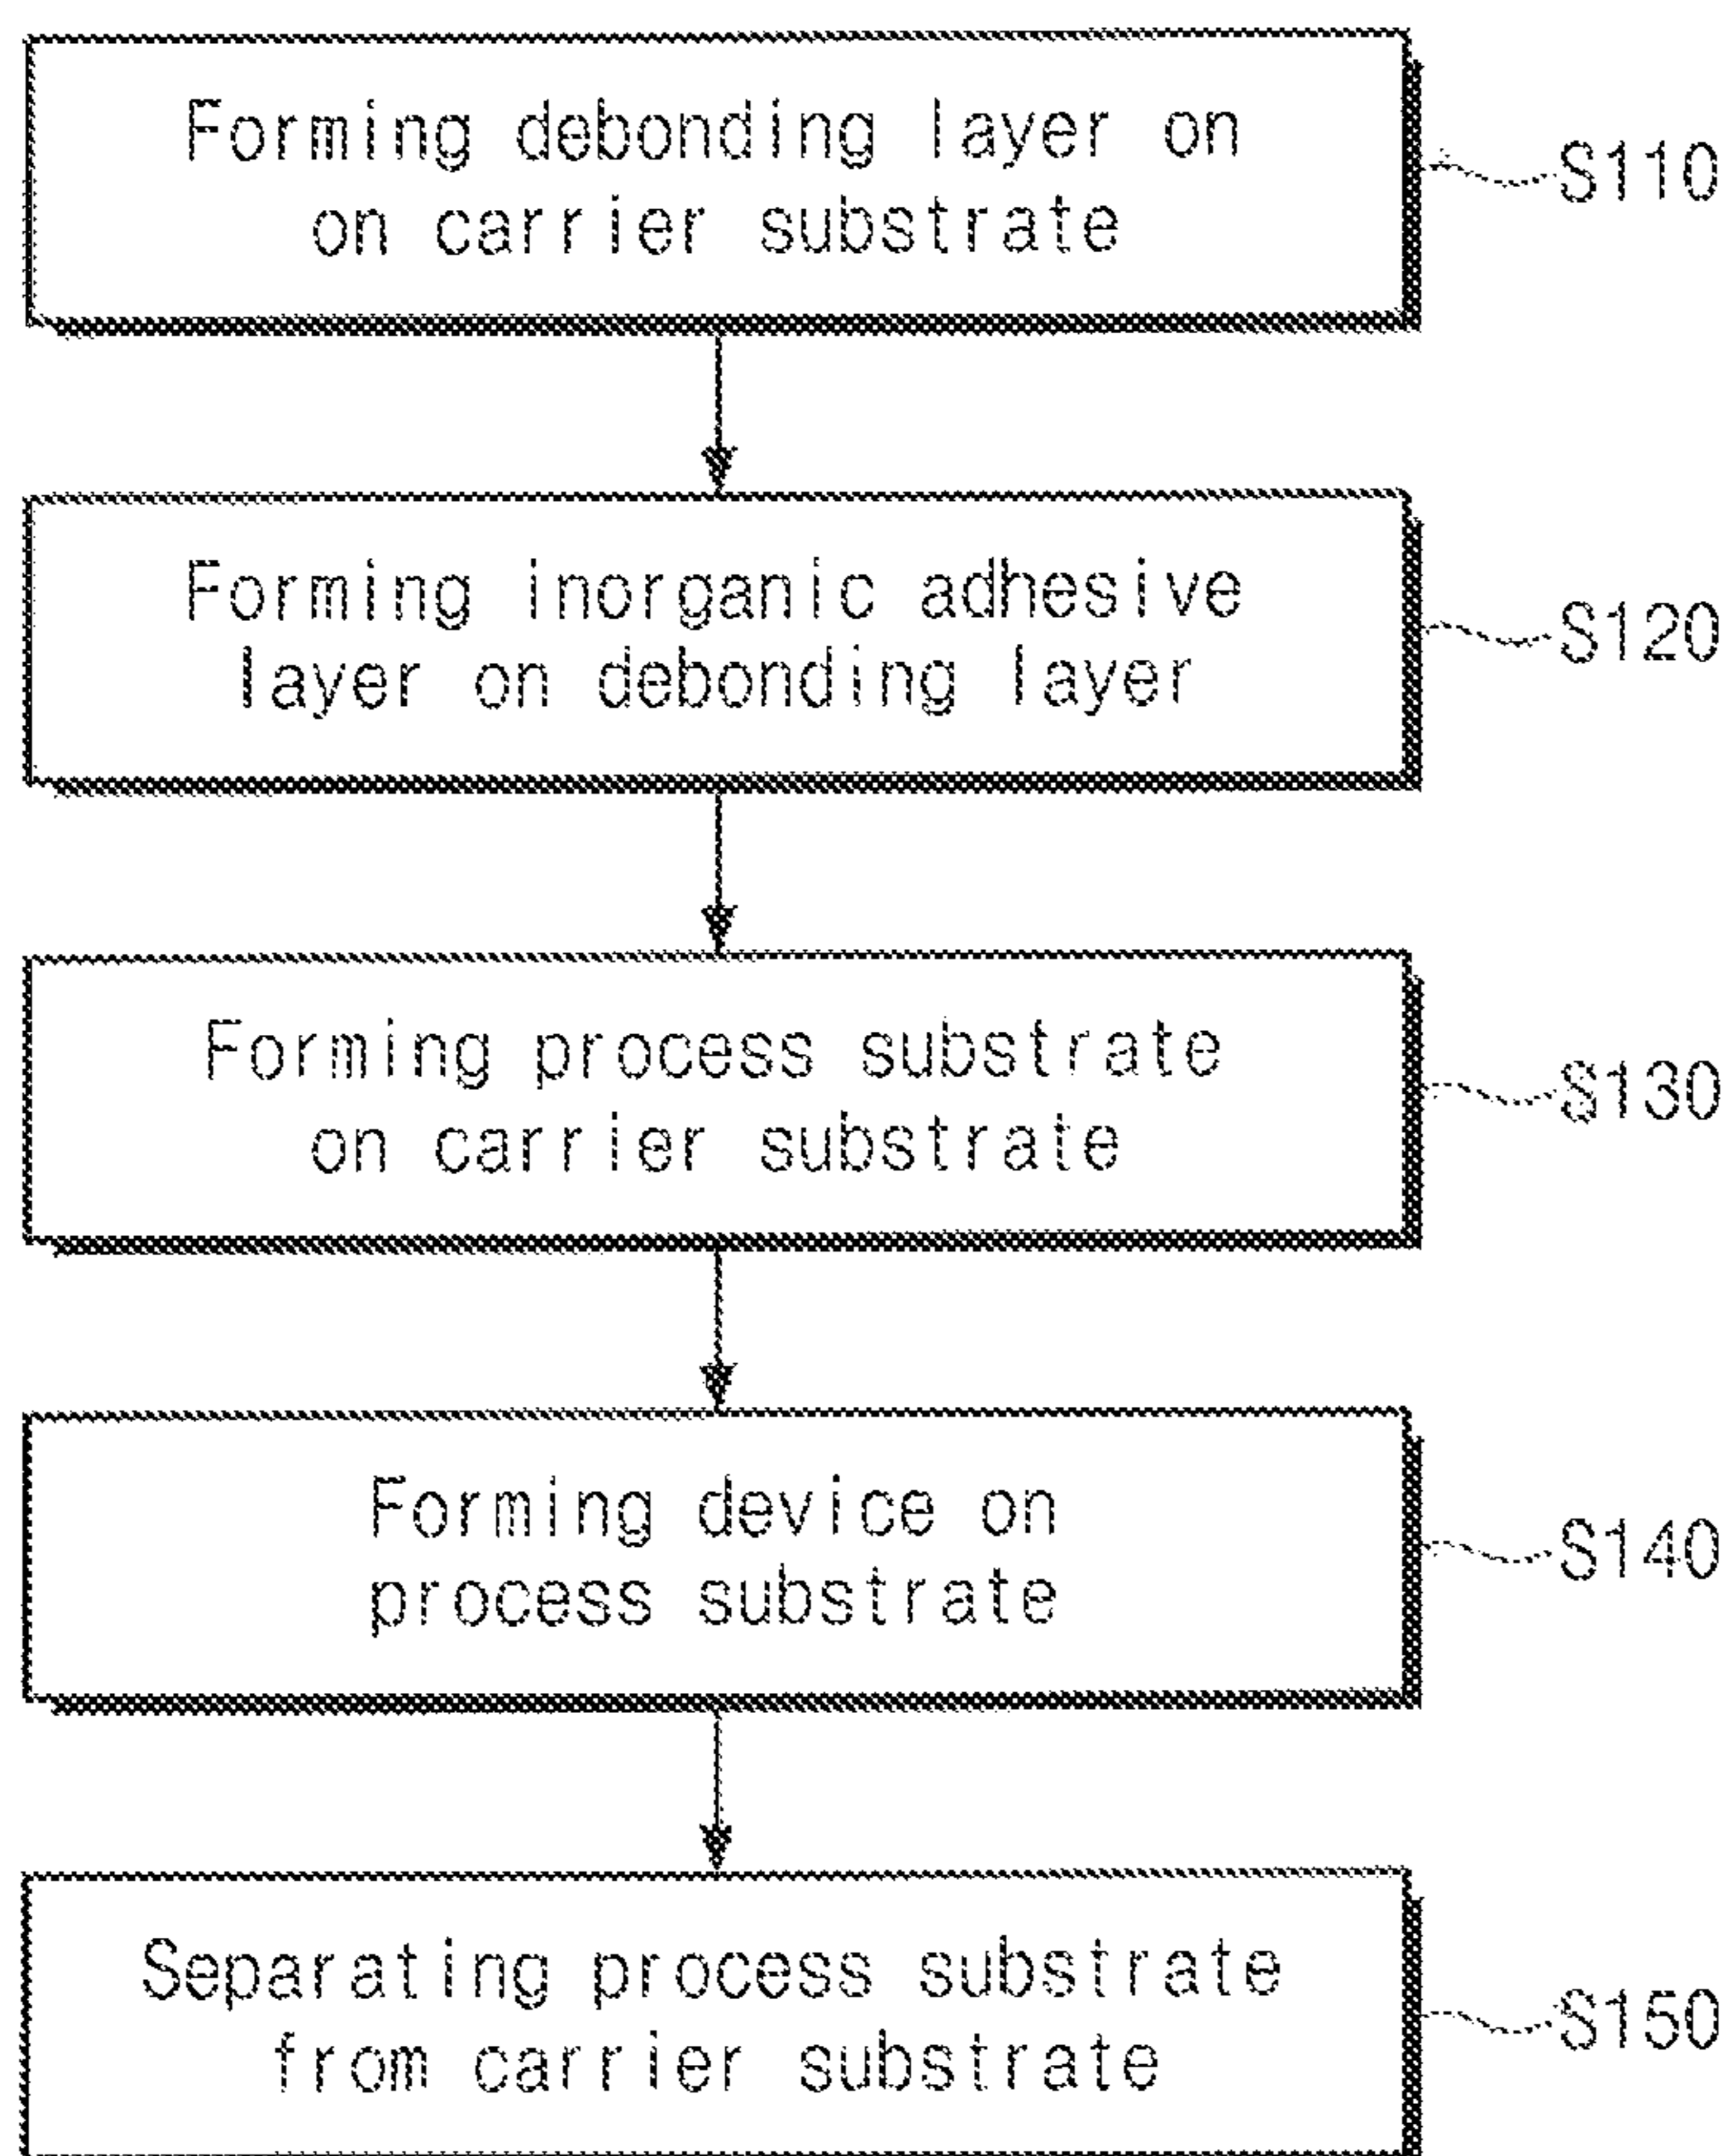 Forming debonding layer on
on carrier substrate
S110
Forming inorganic adhesive
layer on debonding layer
S120
Forming process substrate
on carrier substrate
S130
Forming device on
process substrate
S140
Separating process substrate
from carrier substrate
S150